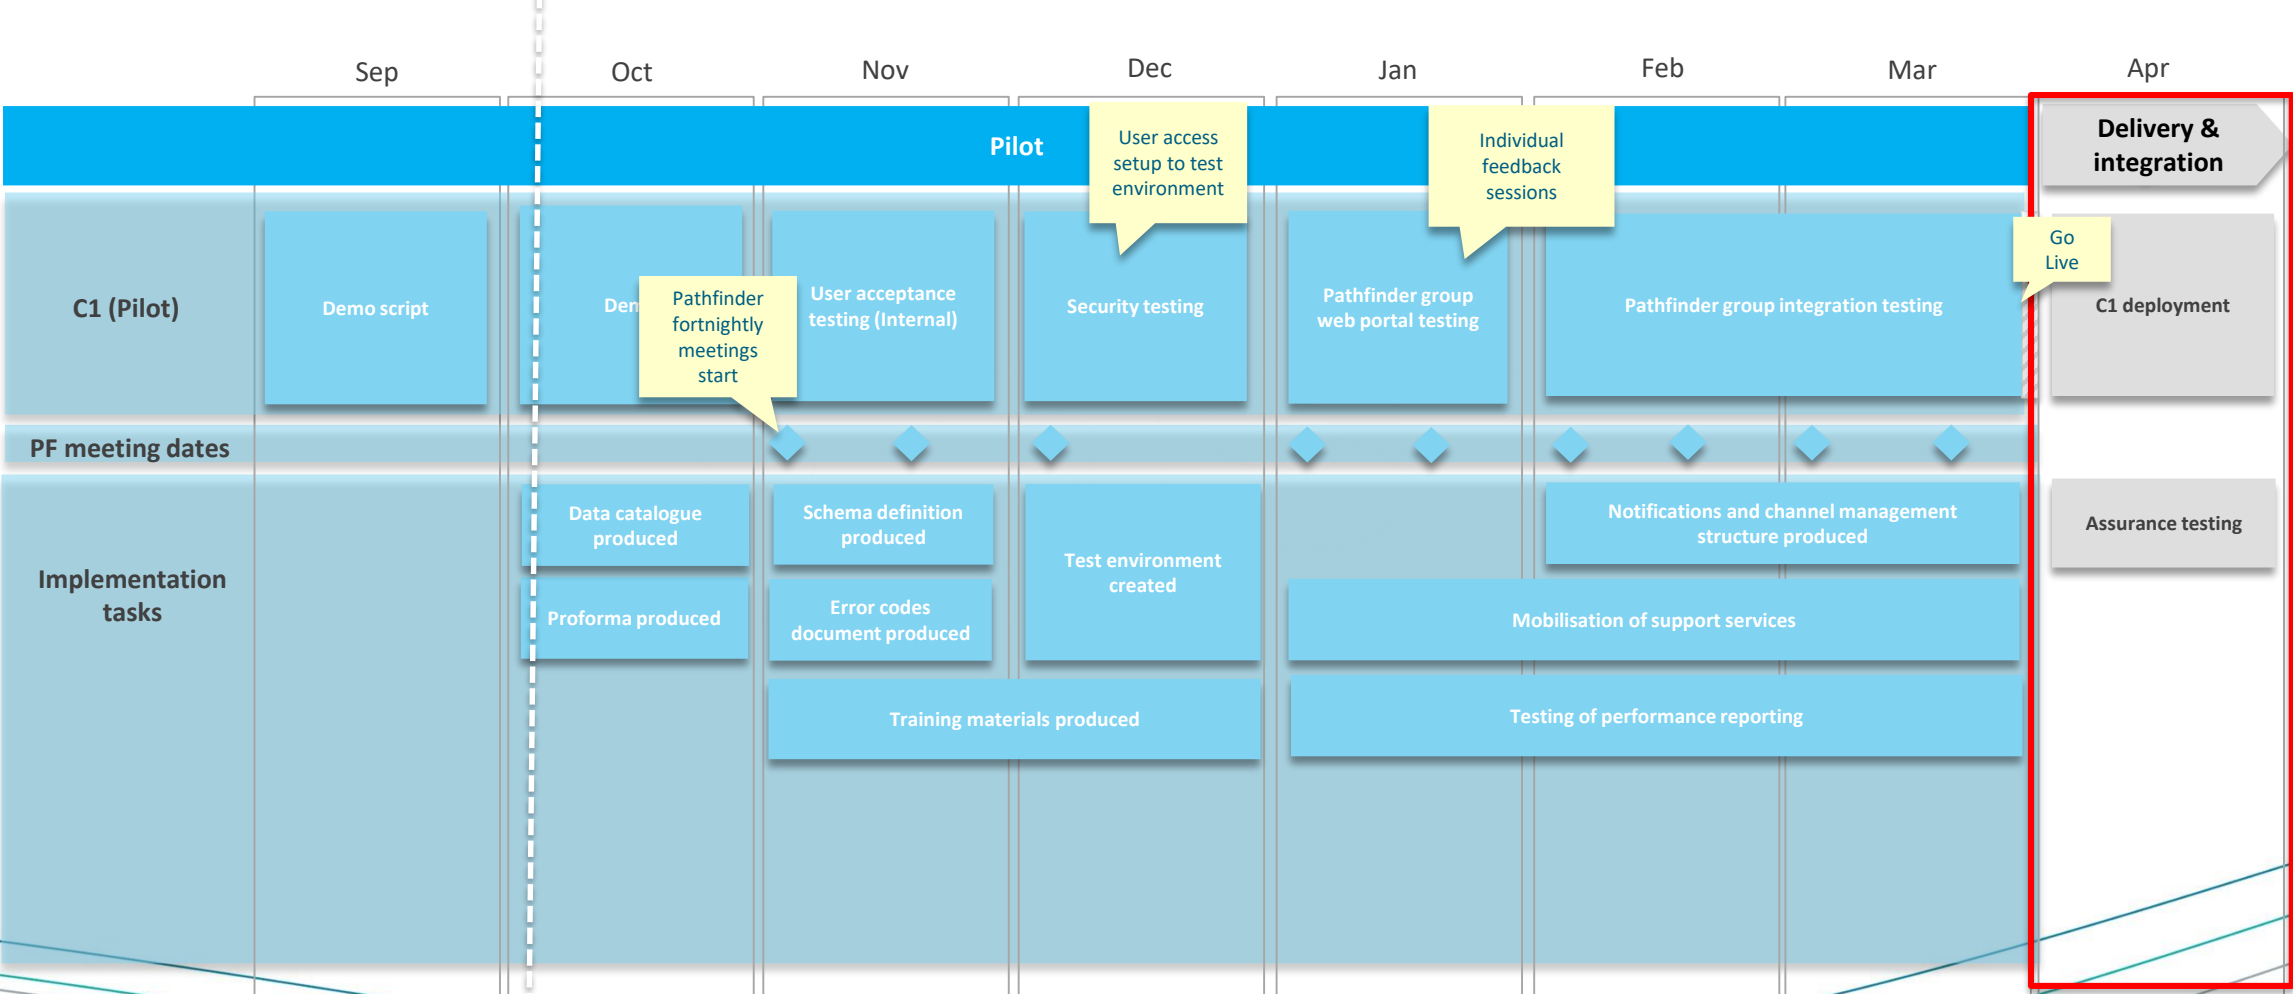 Sep
Oct
Nov
Dec
Jan
Feb
Mar
Apr
Pilot
Delivery &
integration
User access
setup to test
environment
Individual
feedback
sessions
C1 (Pilot)
Demo script
Pathfinder
fortnightly
meetings
start
User acceptance
testing (Internal)
Security testing
Pathfinder group
web portal testing
Pathfinder group integration testing
Go
Live
C1 deployment
PF meeting dates
Implementation
tasks
Data catalogue
produced
Proforma produced
Schema definition
produced
Error codes
document produced
Test environment
created
Training materials produced
Notifications and channel management
structure produced
Mobilisation of support services
Testing of performance reporting
Assurance testing